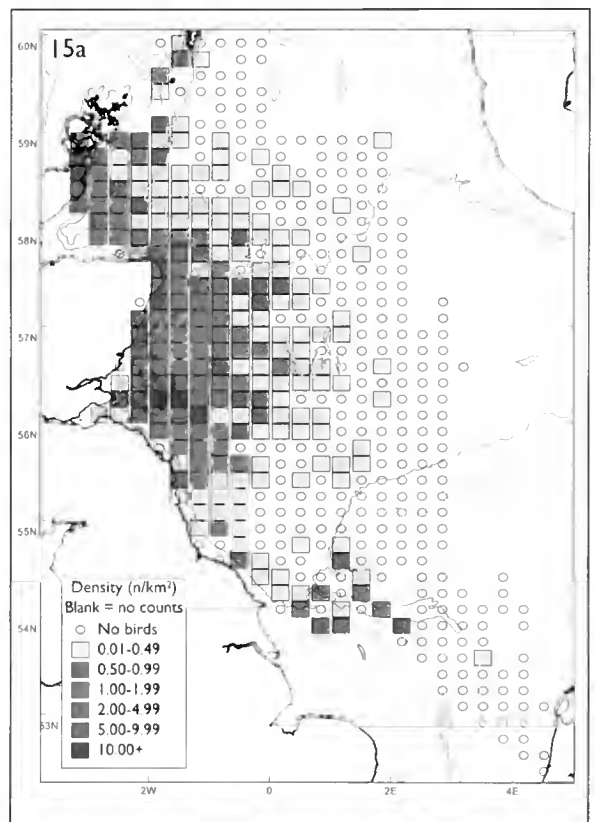 15a
60N
59N
58N
57N
56N
55N
54N
53N
Density (n/km²)
Blank = no counts
No birds
0.01-0.49
0.50-0.99
1.00-1.99
2.00-4.99
5.00-9.99
10.00+
2W 0 2E 4E